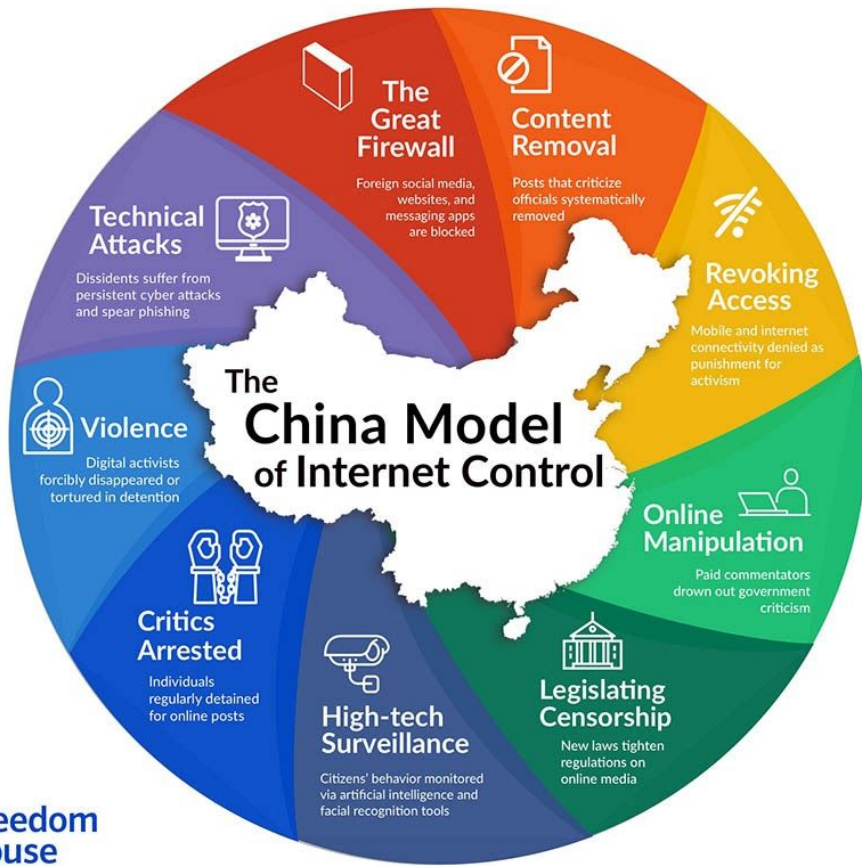 The
Great
Firewall
Foreign social media,
websites, and
messaging apps
are blocked
Content
Removal
Posts that criticize
officials systematically
removed
Revoking
Access
Mobile and internet
connectivity denied as
punishment for
activism
Online
Manipulation
Paid commentators
drown out government
criticism
Legislating
Censorship
New laws tighten
regulations on
online media
High-tech
Surveillance
Citizens' behavior monitored
via artificial intelligence and
facial recognition tools
Critics
Arrested
Individuals
regularly detained
for online posts
Violence
Digital activists
forcibly disappeared or
tortured in detention
Technical
Attacks
Dissidents suffer from
persistent cyber attacks
and spear phishing
The
China Model
of Internet Control
eedom
ouse